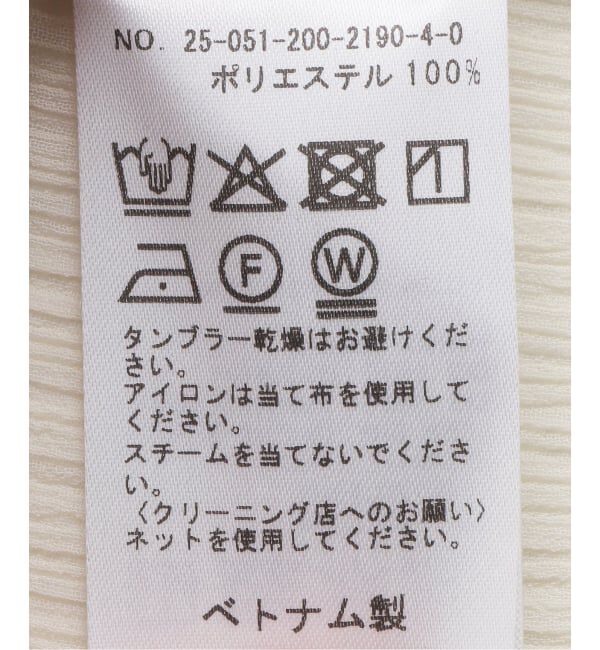 NO. 25-051-200-2190-4-0
ポリエステル 100%
F W
タンブラー乾燥はお避けくだ
さい。
アイロンは当て布を使用して
ください。
スチームを当てないでくださ
い。
〈クリーニング店へのお願い〉
ネットを使用してください。
ベトナム製